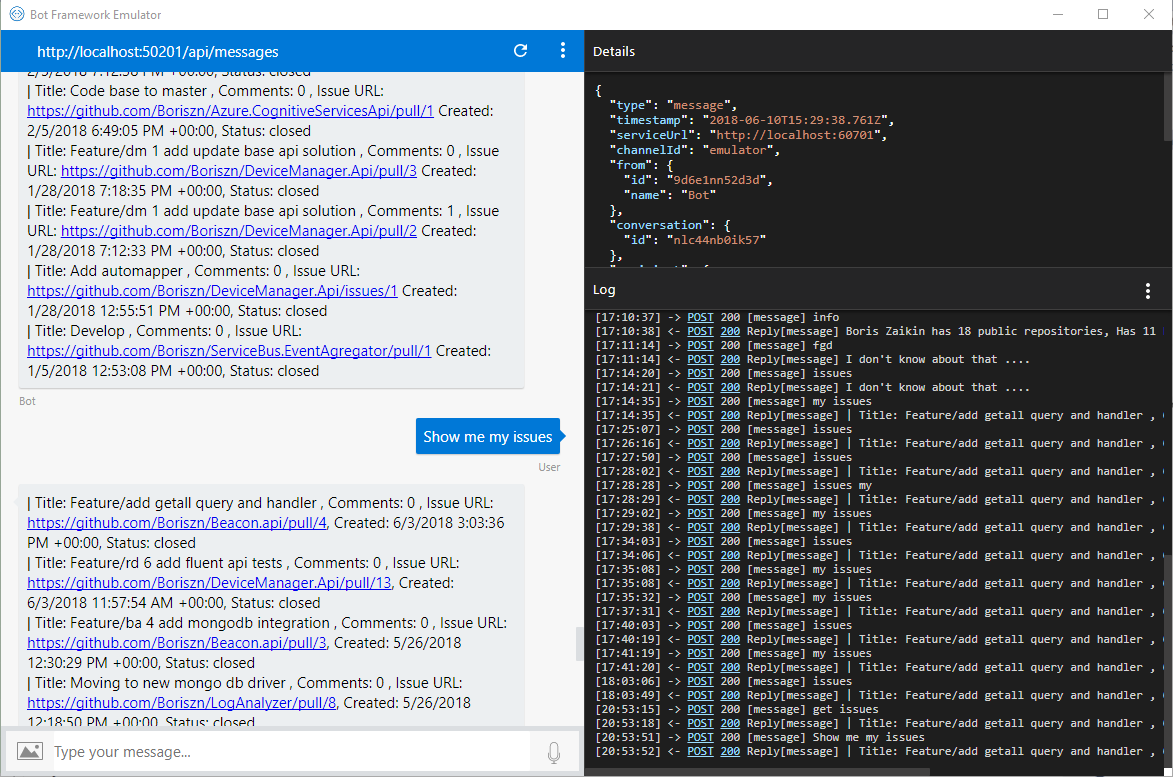 Bot Framework Emulator
http://localhost:50201/api/messages
2/5/2018 7:12:58 PM +00:00, Status: closed
| Title: Code base to master , Comments: 0 , Issue URL:
https://github.com/Boriszn/Azure.CognitiveServicesApi/pull/1 Created:
2/5/2018 6:49:05 PM +00:00, Status: closed
| Title: Feature/dm 1 add update base api solution , Comments: 0 , Issue
URL: https://github.com/Boriszn/DeviceManager.Api/pull/3 Created:
1/28/2018 7:18:35 PM +00:00, Status: closed
| Title: Feature/dm 1 add update base api solution , Comments: 1 , Issue
URL: https://github.com/Boriszn/DeviceManager.Api/pull/2 Created:
1/28/2018 7:12:33 PM +00:00, Status: closed
| Title: Add automapper , Comments: 0 , Issue URL:
https://github.com/Boriszn/DeviceManager.Api/issues/1 Created:
1/28/2018 12:55:51 PM +00:00, Status: closed
| Title: Develop , Comments: 0 , Issue URL:
https://github.com/Boriszn/ServiceBus.EventAgregator/pull/1 Created:
1/5/2018 12:53:08 PM +00:00, Status: closed
Bot
Show me my issues
User
| Title: Feature/add getall query and handler , Comments: 0 , Issue URL:
https://github.com/Boriszn/Beacon.api/pull/4, Created: 6/3/2018 3:03:36
PM +00:00, Status: closed
| Title: Feature/rd 6 add fluent api tests , Comments: 0 , Issue URL:
https://github.com/Boriszn/DeviceManager.Api/pull/13, Created:
6/3/2018 11:57:54 AM +00:00, Status: closed
| Title: Feature/ba 4 add mongodb integration , Comments: 0 , Issue URL:
https://github.com/Boriszn/Beacon.api/pull/3, Created: 5/26/2018
12:30:29 PM +00:00, Status: closed
| Title: Moving to new mongo db driver , Comments: 0 , Issue URL:
https://github.com/Boriszn/LogAnalyzer/pull/8, Created: 5/26/2018
12:18:50 PM +00:00, Status: closed
Type your message...
Details
{
"type": "message",
"timestamp": "2018-06-10T15:29:38.761Z",
"serviceUrl": "http://localhost:60701",
"channelId": "emulator",
"from": {
"id": "9d6e1nn52d3d",
"name": "Bot"
},
"conversation": {
"id": "nlc44nb0ik57"
},
Log
[17:10:37] -> POST 200 [message] info
[17:10:38] <- POST 200 Reply[message] Boris Zaikin has 18 public repositories, Has 11
[17:11:14] -> POST 200 [message] fgd
[17:11:14] <- POST 200 Reply[message] I don't know about that ....
[17:14:20] -> POST 200 [message] issues
[17:14:21] <- POST 200 Reply[message] I don't know about that ....
[17:14:35] -> POST 200 [message] my issues
[17:14:35] <- POST 200 Reply[message] | Title: Feature/add getall query and handler ,
[17:25:07] -> POST 200 [message] issues
[17:26:16] <- POST 200 Reply[message] | Title: Feature/add getall query and handler ,
[17:27:50] -> POST 200 [message] issues
[17:28:02] <- POST 200 Reply[message] | Title: Feature/add getall query and handler ,
[17:28:28] -> POST 200 [message] issues my
[17:28:29] <- POST 200 Reply[message] | Title: Feature/add getall query and handler ,
[17:29:02] -> POST 200 [message] my issues
[17:29:38] <- POST 200 Reply[message] | Title: Feature/add getall query and handler ,
[17:34:03] -> POST 200 [message] issues
[17:34:06] <- POST 200 Reply[message] | Title: Feature/add getall query and handler ,
[17:35:08] -> POST 200 [message] my issues
[17:35:08] <- POST 200 Reply[message] | Title: Feature/add getall query and handler ,
[17:35:32] -> POST 200 [message] my issues
[17:37:31] <- POST 200 Reply[message] | Title: Feature/add getall query and handler ,
[17:40:03] -> POST 200 [message] issues
[17:40:19] <- POST 200 Reply[message] | Title: Feature/add getall query and handler ,
[17:41:19] -> POST 200 [message] my issues
[17:41:20] <- POST 200 Reply[message] | Title: Feature/add getall query and handler ,
[18:03:06] -> POST 200 [message] issues
[18:03:49] <- POST 200 Reply[message] | Title: Feature/add getall query and handler ,
[20:53:15] -> POST 200 [message] get issues
[20:53:18] <- POST 200 Reply[message] | Title: Feature/add getall query and handler ,
[20:53:51] -> POST 200 [message] Show me my issues
[20:53:52] <- POST 200 Reply[message] | Title: Feature/add getall query and handler ,